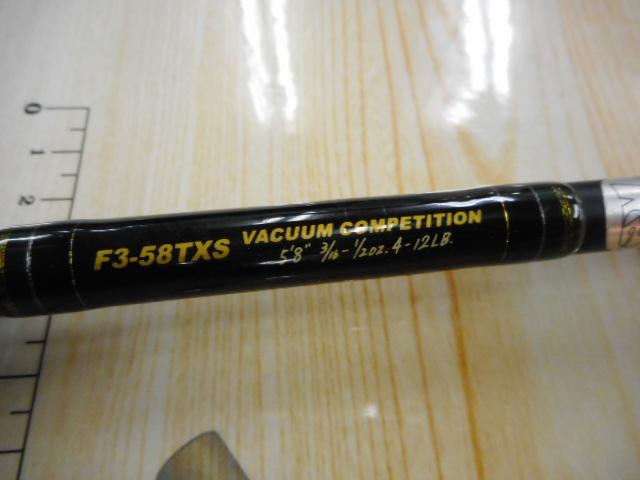 0
1
2
F3-58TXS VACUUM COMPETITION
5'8" 3/16-1/2oz. 4-12LB.